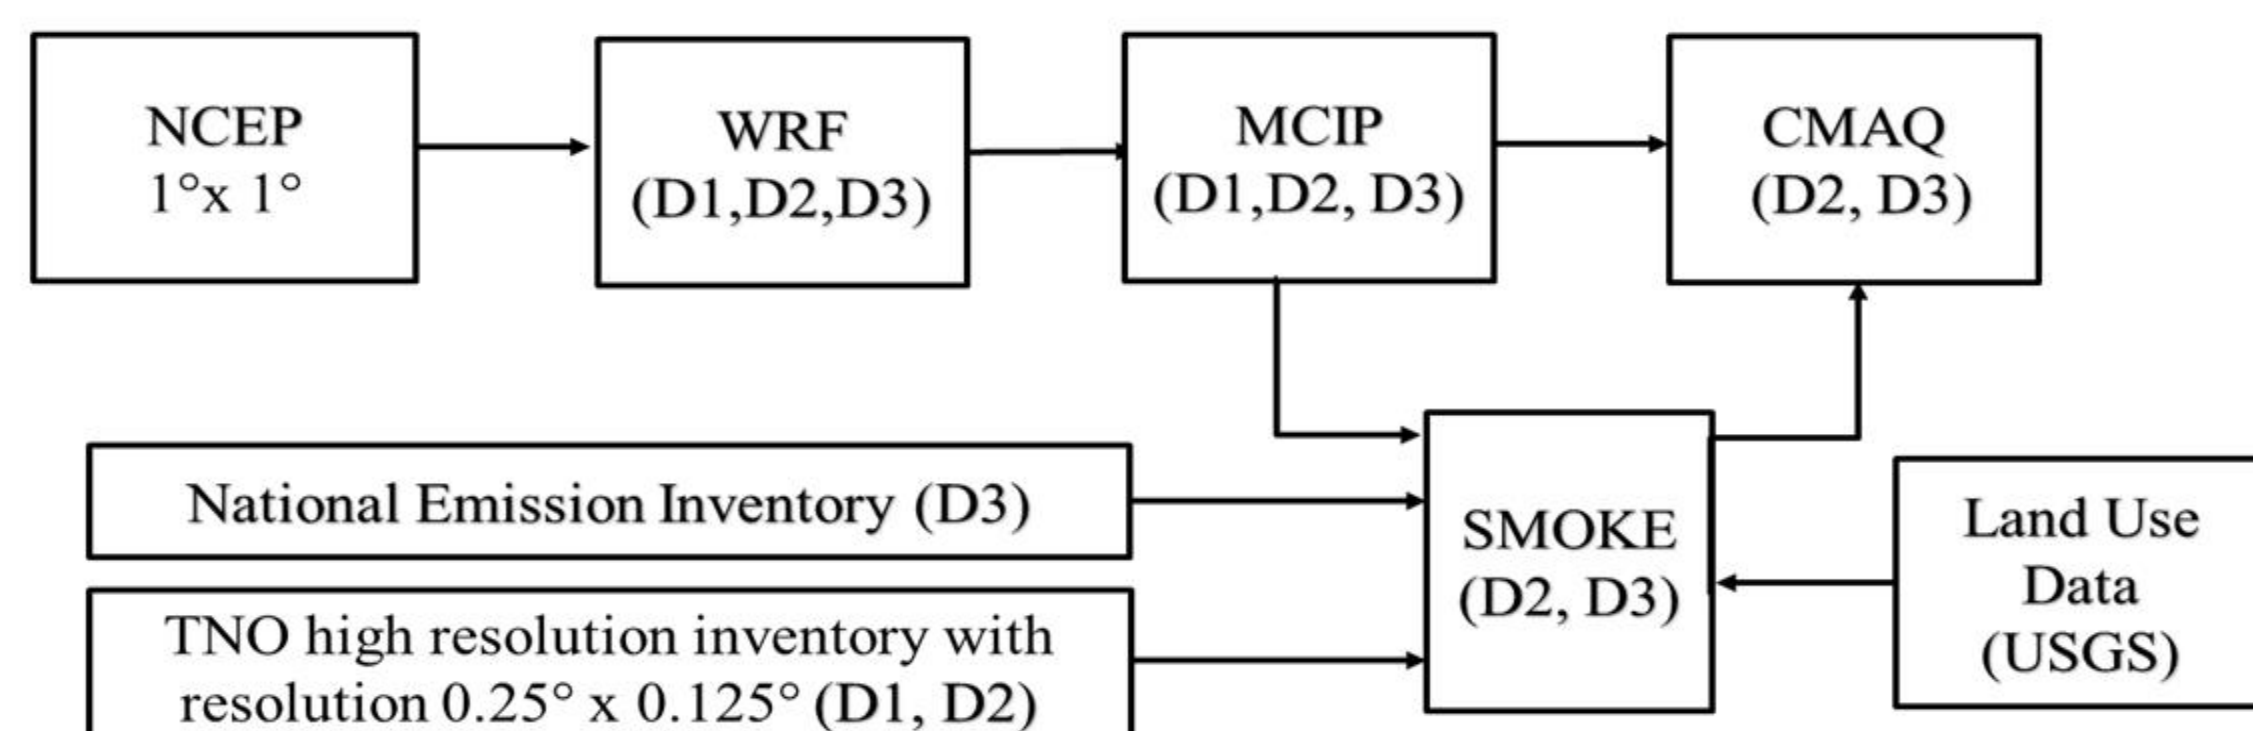 NCEP
1°x 1°
WRF
(D1,D2,D3)
MCIP
(D1,D2, D3)
CMAQ
(D2, D3)
National Emission Inventory (D3)
TNO high resolution inventory with
resolution 0.25° x 0.125° (D1, D2)
SMOKE
(D2, D3)
Land Use
Data
(USGS)